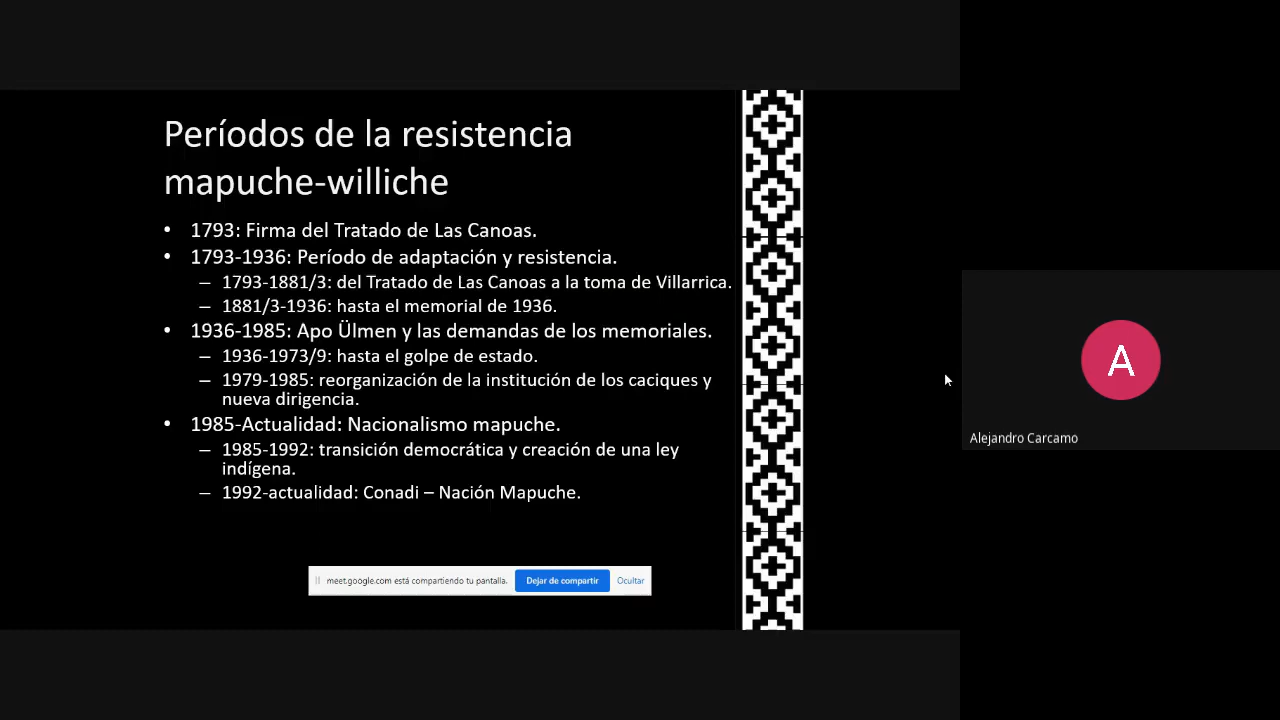 Períodos de la resistencia
mapuche-williche
• 1793: Firma del Tratado de Las Canoas.
• 1793-1936: Período de adaptación y resistencia.
– 1793-1881/3: del Tratado de Las Canoas a la toma de Villarrica.
– 1881/3-1936: hasta el memorial de 1936.
• 1936-1985: Apo Ülmen y las demandas de los memoriales.
– 1936-1973/9: hasta el golpe de estado.
– 1979-1985: reorganización de la institución de los caciques y
nueva dirigencia.
• 1985-Actualidad: Nacionalismo mapuche.
– 1985-1992: transición democrática y creación de una ley
indígena.
– 1992-actualidad: Conadi – Nación Mapuche.
meet.google.com está compartiendo tu pantalla. Dejar de compartir Ocultar
A
Alejandro Carcamo